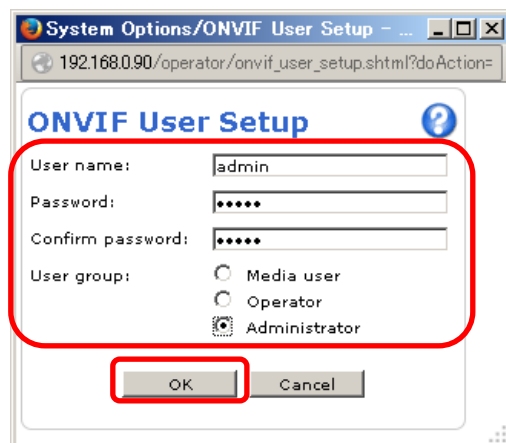 System Options/ONVIF User Setup - ...
192.168.0.90/operator/onvif_user_setup.shtml?doAction=
ONVIF User Setup
User name: admin
Password: •••••
Confirm password: •••••
User group: Media user
Operator
Administrator
OK Cancel